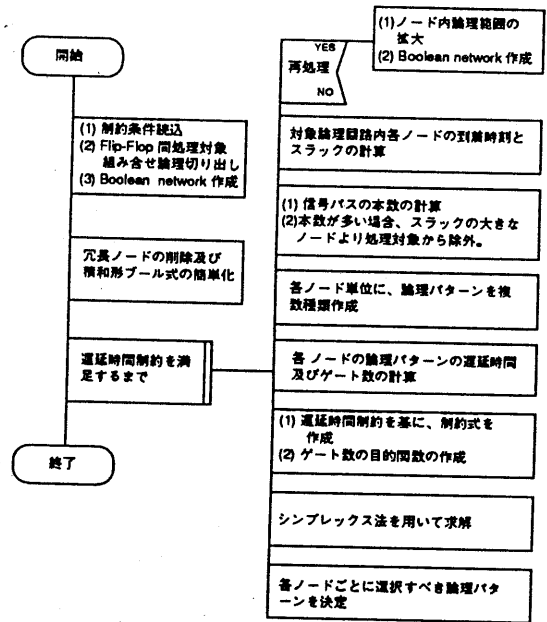 開始
(1) 制約条件読込
(2) Flip-Flop 間処理対象
組み合せ論理切り出し
(3) Boolean network 作成
冗長ノードの削除及び
積和形ブール式の簡単化
遅延時間制約を満
足するまで
終了
YES
再処理
NO
(1)ノード内論理範囲の
拡大
(2) Boolean network 作成
対象論理回路内各ノードの到着時刻と
スラックの計算
(1) 信号パスの本数の計算
(2)本数が多い場合、スラックの大きな
ノードより処理対象から除外。
各ノード単位に、論理パターンを複
数種類作成
各 ノードの論理パターンの遅延時間
及びゲート数の計算
(1) 遅延時間制約を基に、制約式を
作成
(2) ゲート数の目的関数の作成
シンプレックス法を用いて求解
各ノードごとに選択すべき論理パタ
ーンを決定